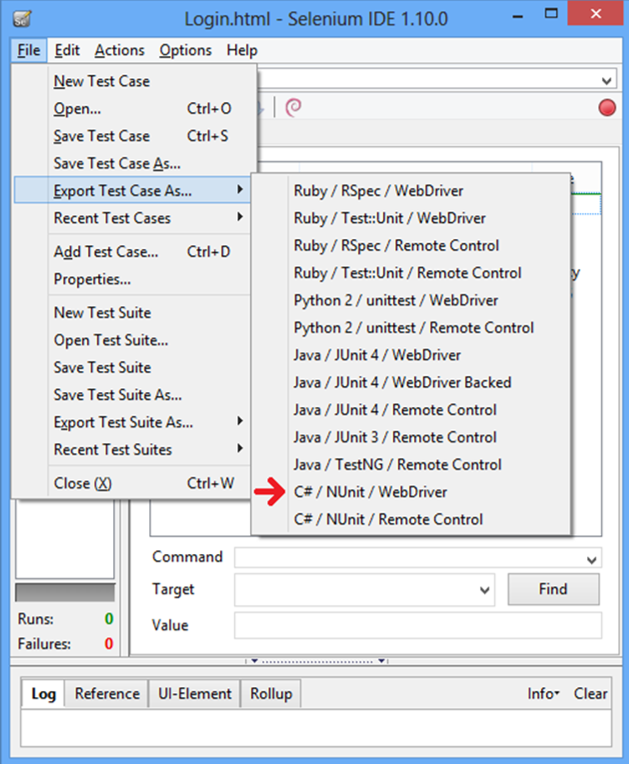 Login.html - Selenium IDE 1.10.0
File Edit Actions Options Help
New Test Case
Open... Ctrl+O
Save Test Case Ctrl+S
Save Test Case As...
Export Test Case As...
Recent Test Cases
Add Test Case... Ctrl+D
Properties...
New Test Suite
Open Test Suite...
Save Test Suite
Save Test Suite As...
Export Test Suite As...
Recent Test Suites
Close (X) Ctrl+W
Ruby / RSpec / WebDriver
Ruby / Test::Unit / WebDriver
Ruby / RSpec / Remote Control
Ruby / Test::Unit / Remote Control
Python 2 / unittest / WebDriver
Python 2 / unittest / Remote Control
Java / JUnit 4 / WebDriver
Java / JUnit 4 / WebDriver Backed
Java / JUnit 4 / Remote Control
Java / JUnit 3 / Remote Control
Java / TestNG / Remote Control
C# / NUnit / WebDriver
C# / NUnit / Remote Control
Command
Target Find
Value
Runs: 0
Failures: 0
Log Reference UI-Element Rollup Info Clear